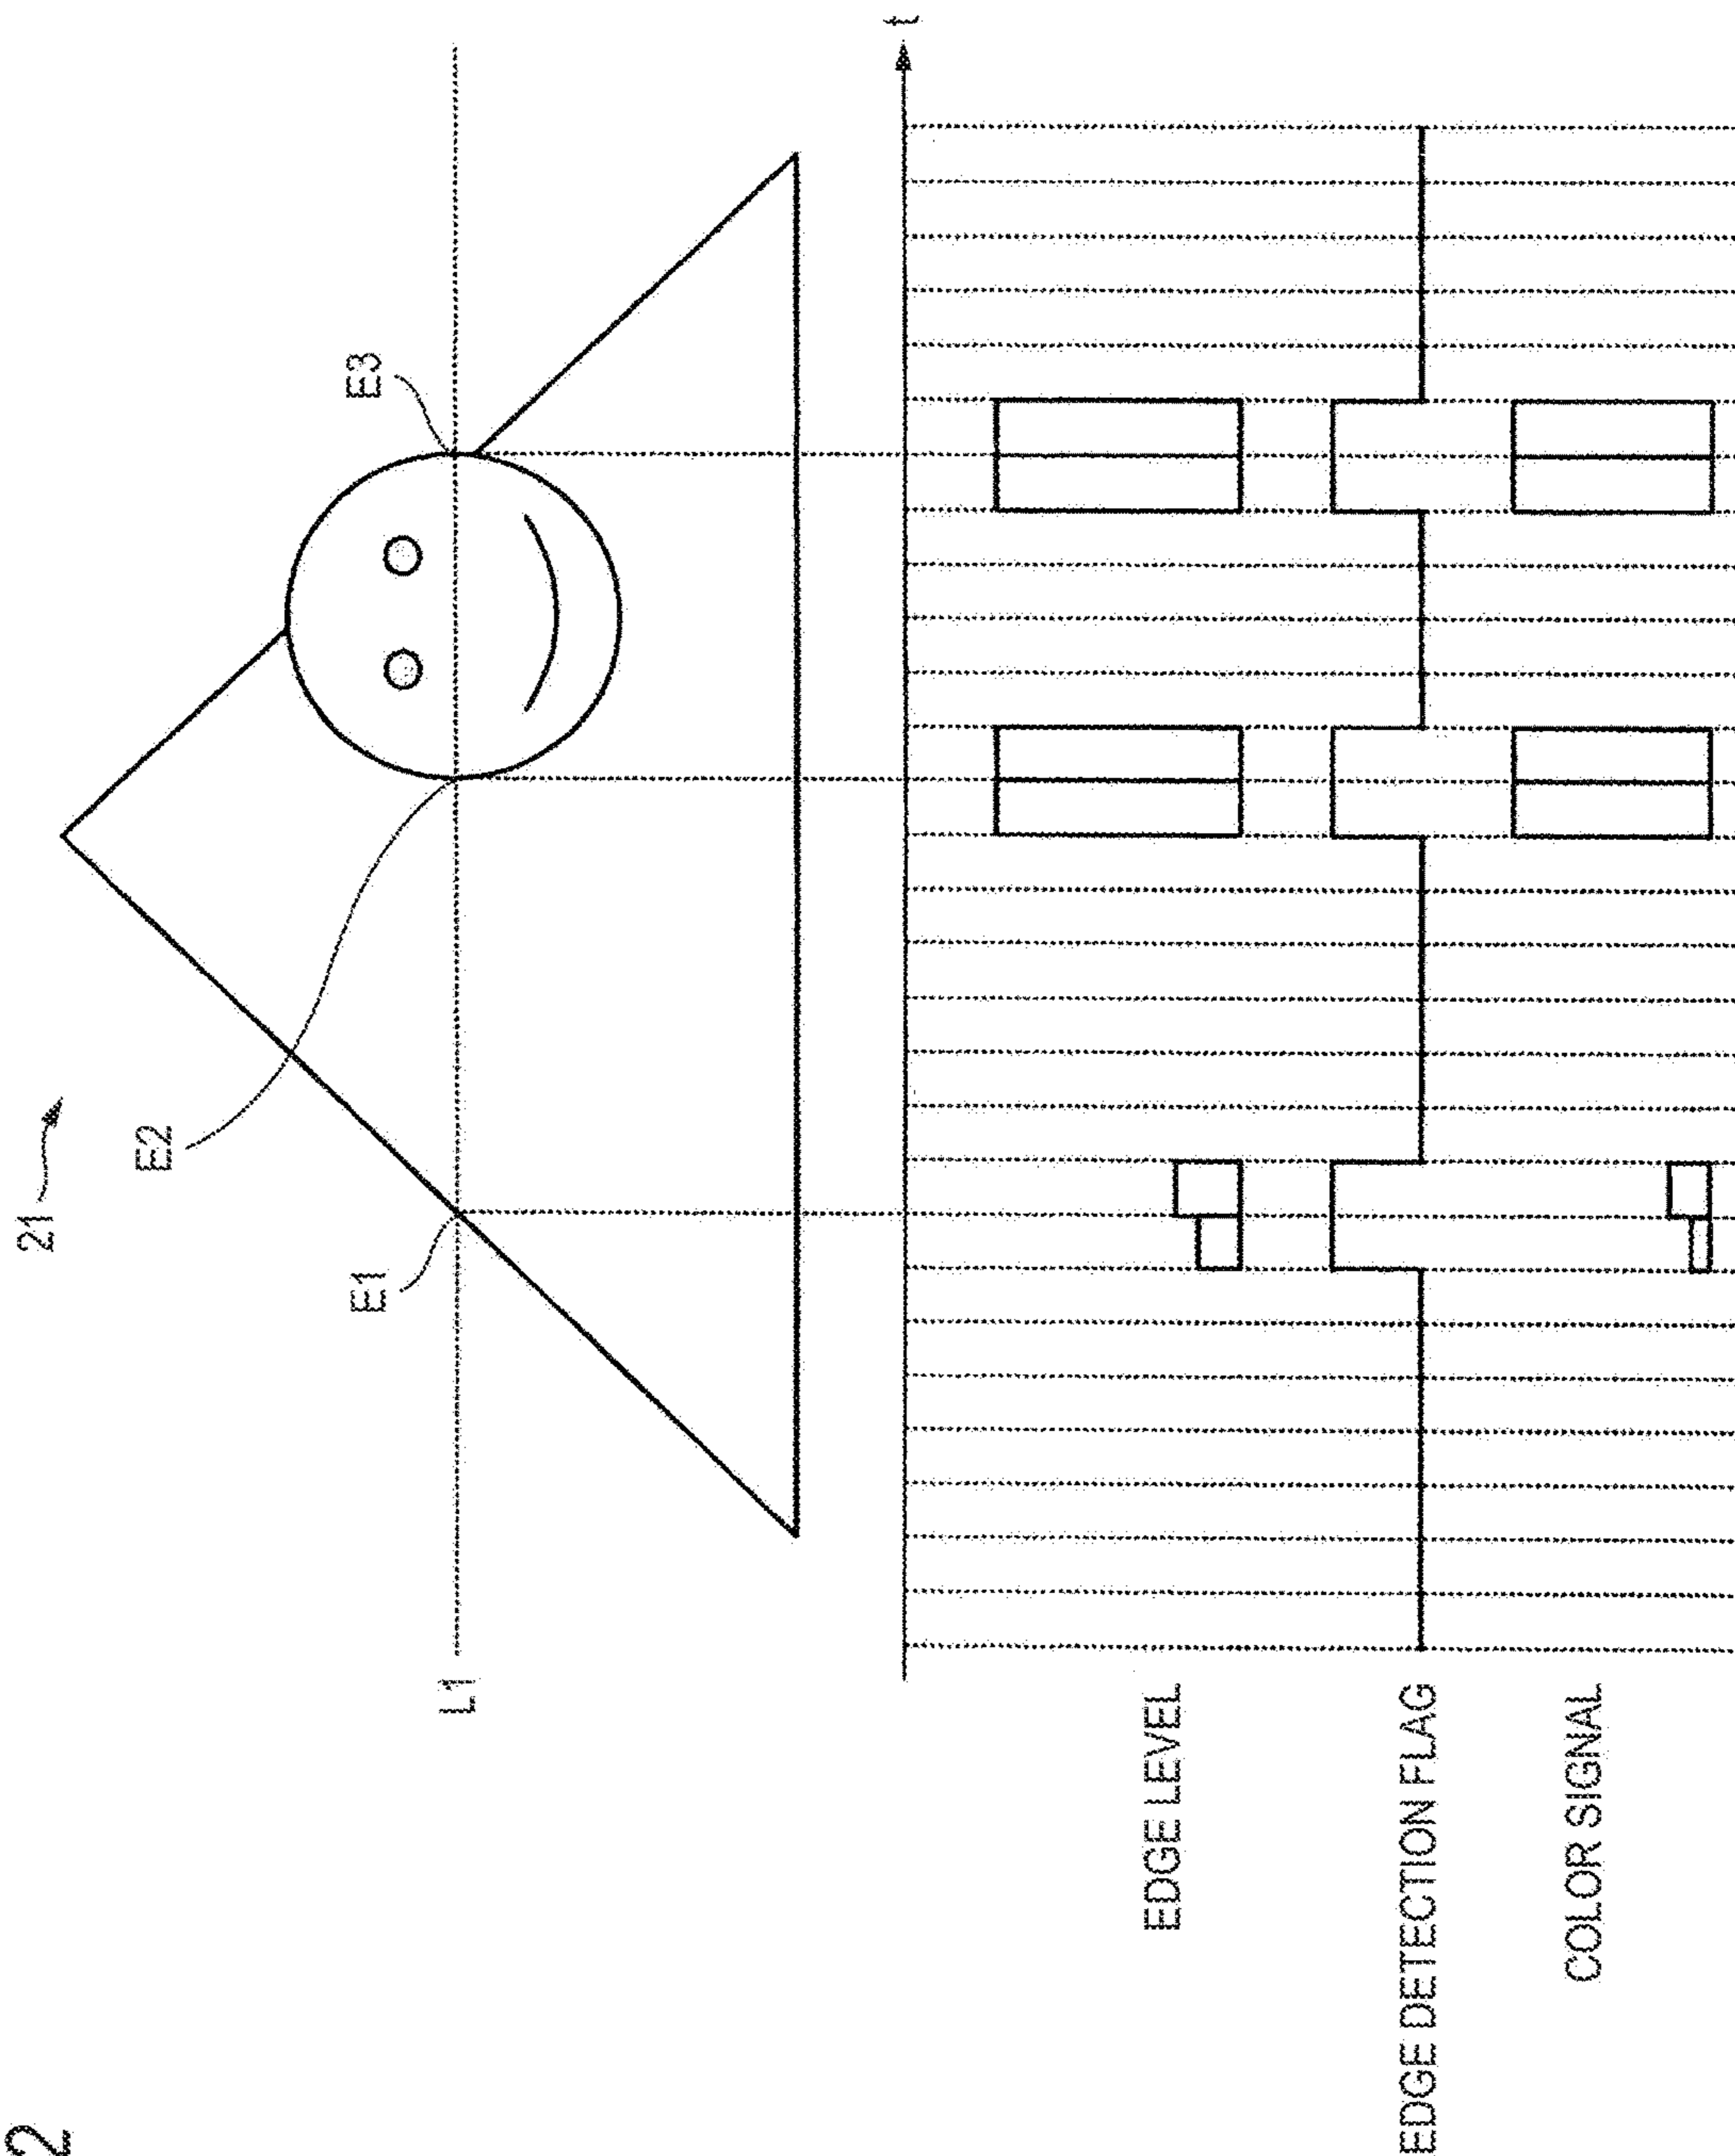 2
21
E2
E1
E3
L1
t
EDGE LEVEL
EDGE DETECTION FLAG
COLOR SIGNAL